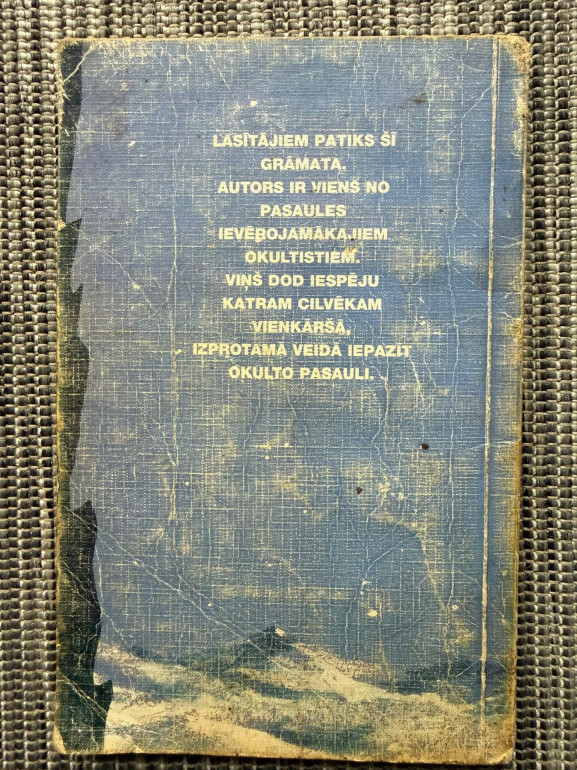 LASĪTĀJIEM PATIKS ŠĪ
GRĀMATA.
AUTORS IR VIENS NO
PASAULES
IEVĒROJAMĀKAJIEM
OKULTISTIEM.
VIŅŠ DOD IESPĒJU
KATRAM CILVĒKAM
VIENKĀRŠĀ,
IZPROTAMĀ VEIDĀ IEPAZĪT
OKULTO PASAULI.